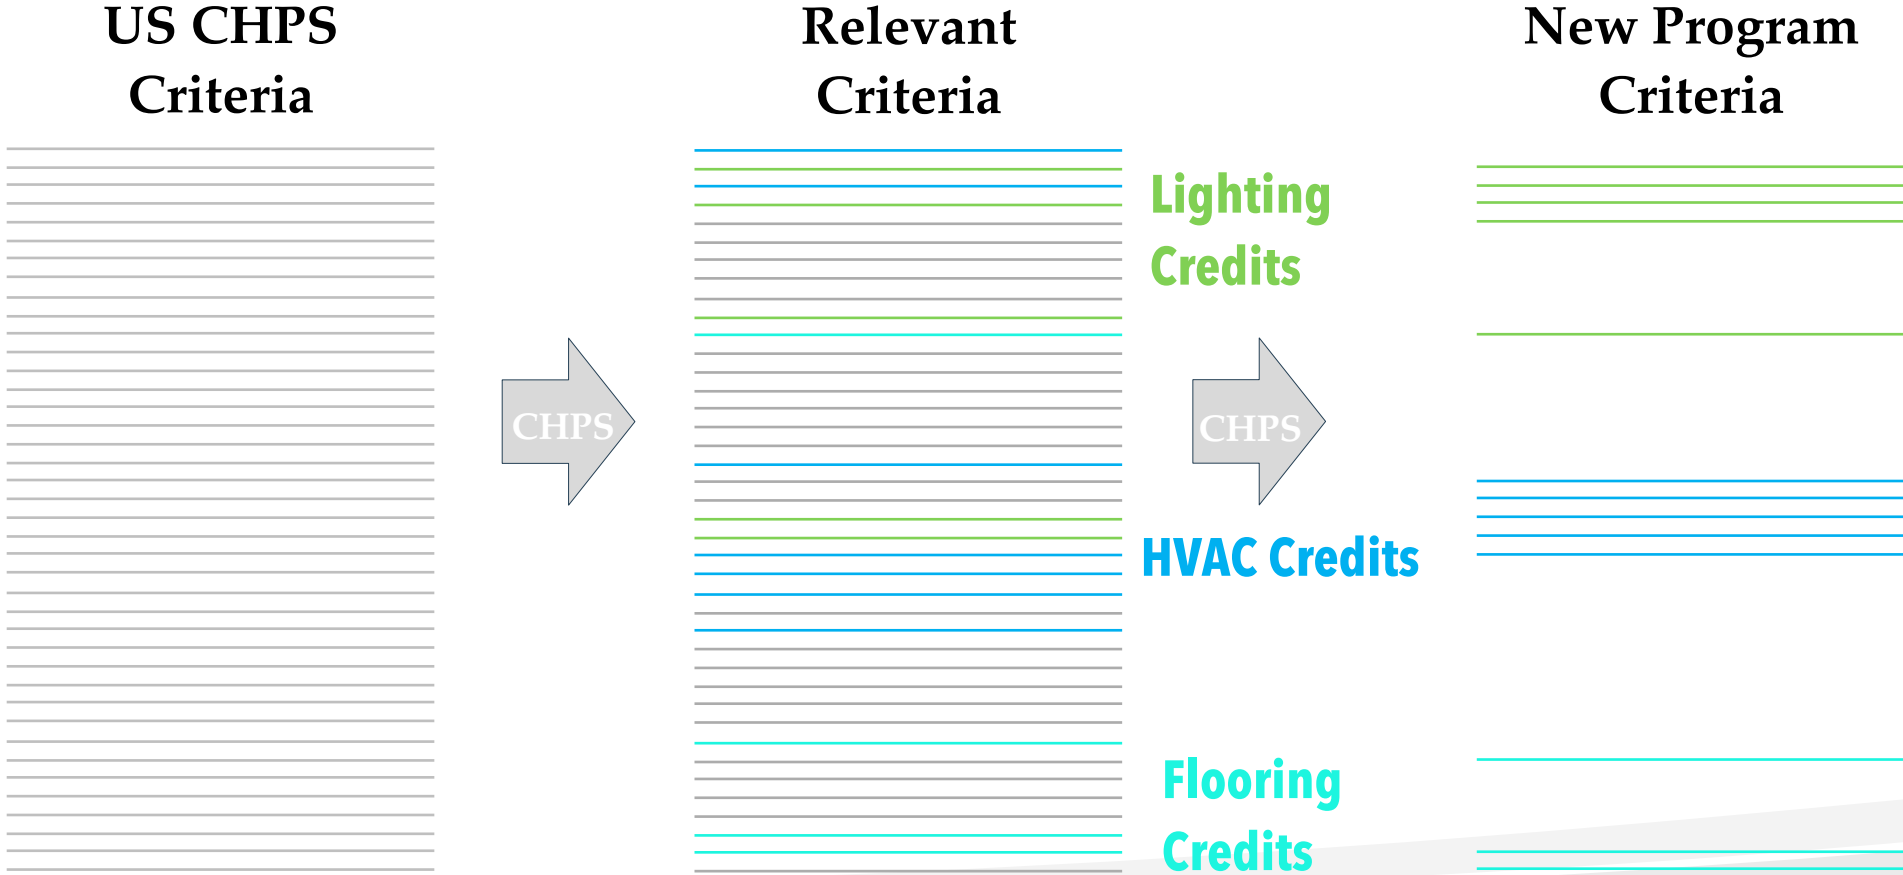 US CHPS
Criteria
Relevant
Criteria
New Program
Criteria
Lighting
Credits
CHPS
CHPS
HVAC Credits
Flooring
Credits